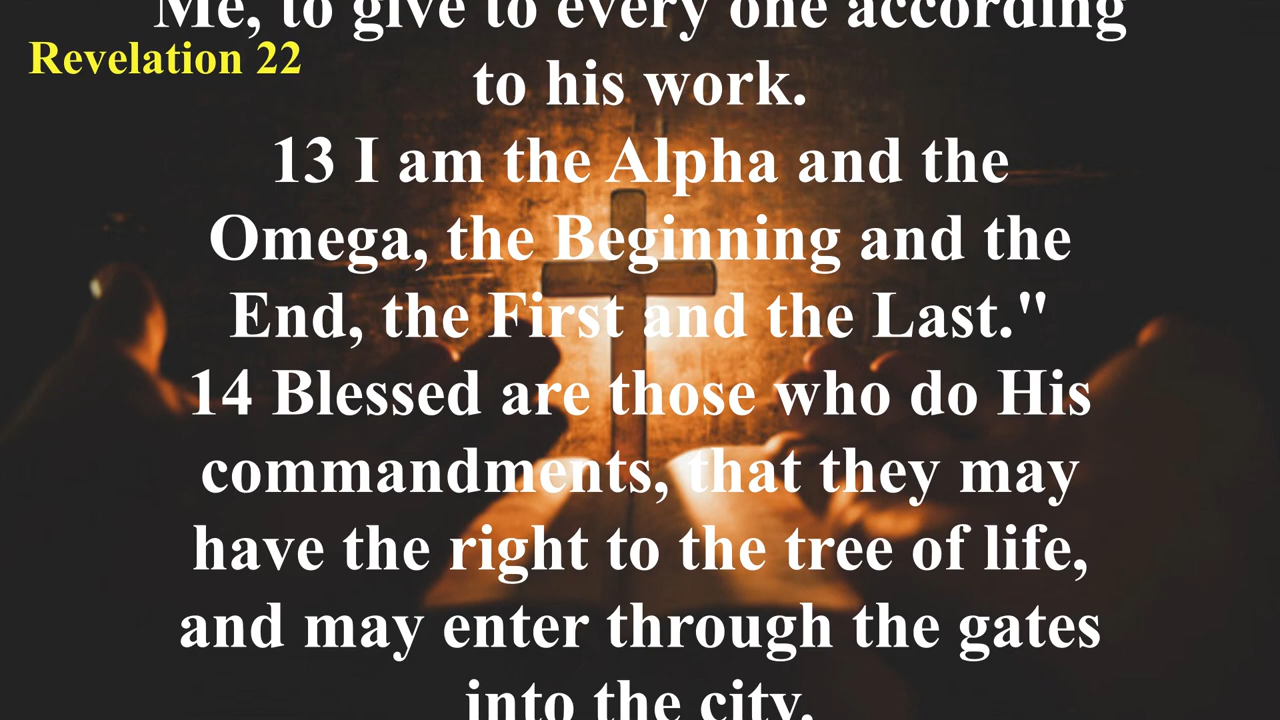 Me, to give to every one according
Revelation 22
to his work.
13 I am the Alpha and the
Omega, the Beginning and the
End, the First and the Last."
14 Blessed are those who do His
commandments, that they may
have the right to the tree of life,
and may enter through the gates
into the city.